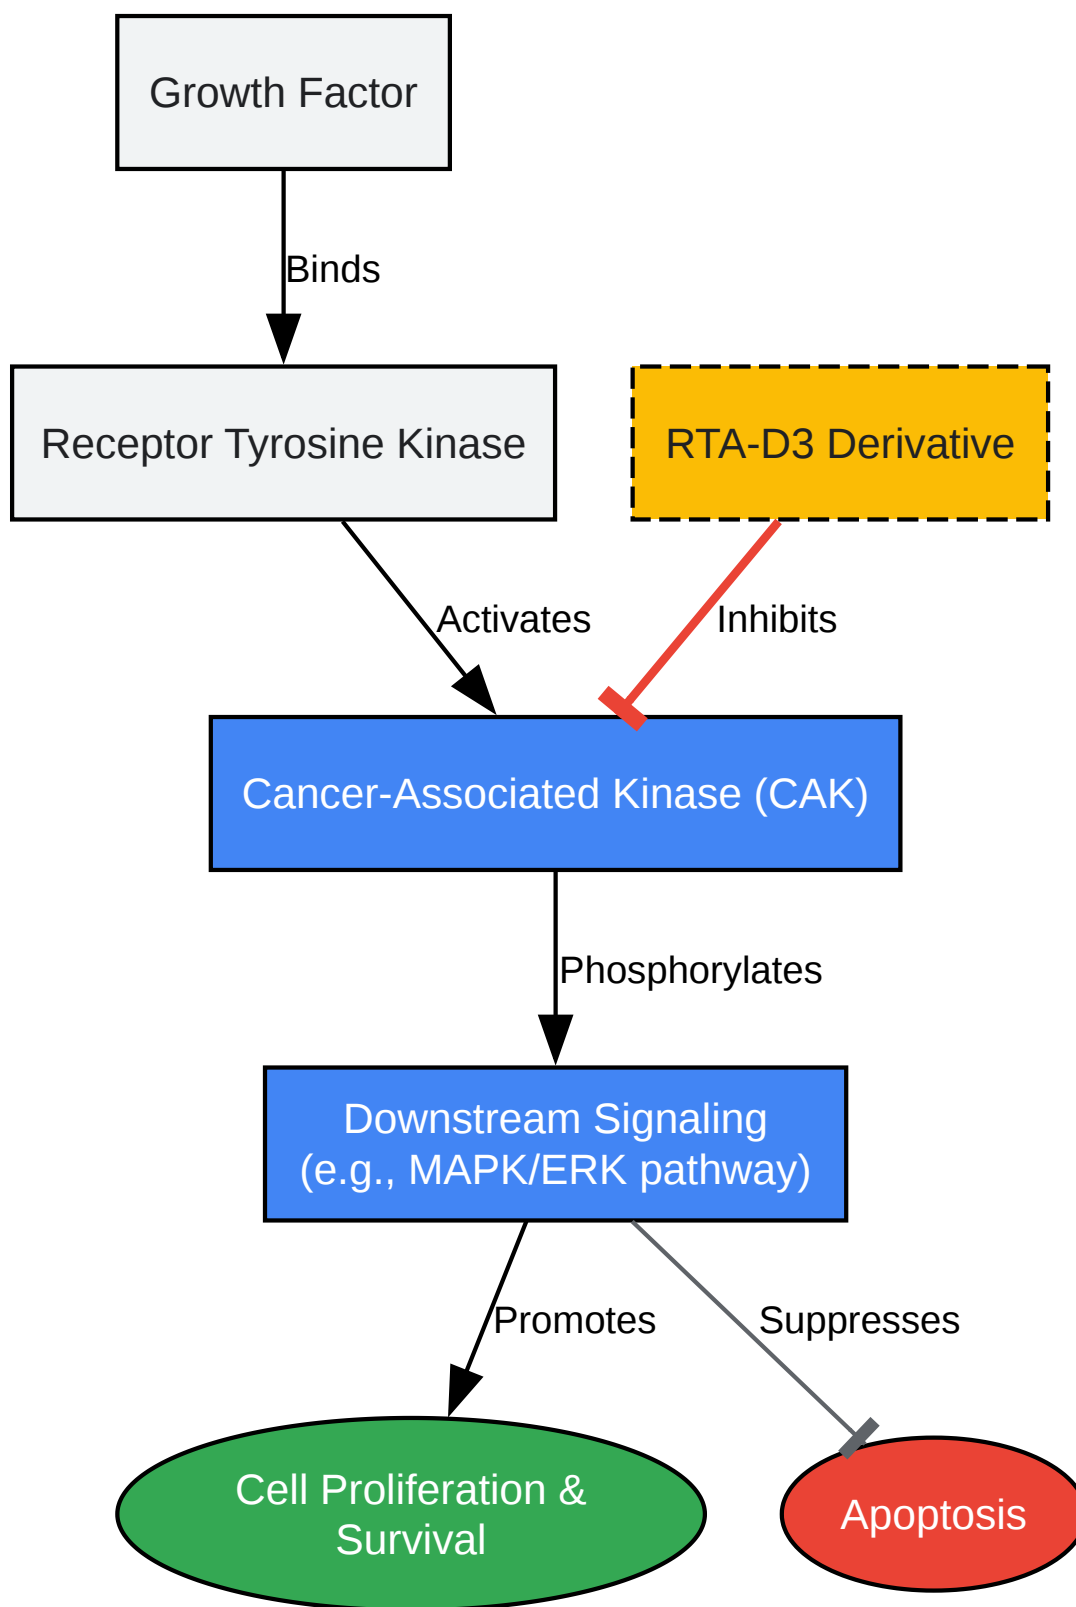 Growth Factor
Binds
Receptor Tyrosine Kinase
RTA-D3 Derivative
Activates
Inhibits
Cancer-Associated Kinase (CAK)
Phosphorylates
Downstream Signaling
(e.g., MAPK/ERK pathway)
Promotes
Suppresses
Cell Proliferation &
Survival
Apoptosis